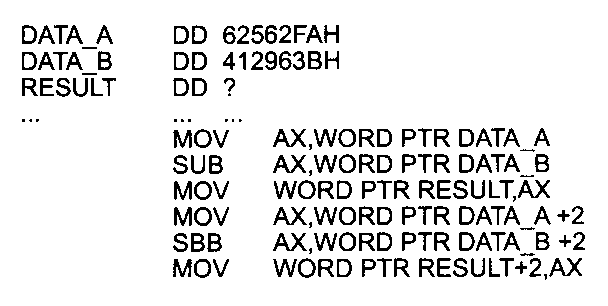 DATA_A DD 62562FAH
DATA_B DD 412963BH
RESULT DD ?
... ... ...
MOV AX,WORD PTR DATA_A
SUB AX,WORD PTR DATA_B
MOV WORD PTR RESULT,AX
MOV AX,WORD PTR DATA_A +2
SBB AX,WORD PTR DATA_B +2
MOV WORD PTR RESULT+2,AX